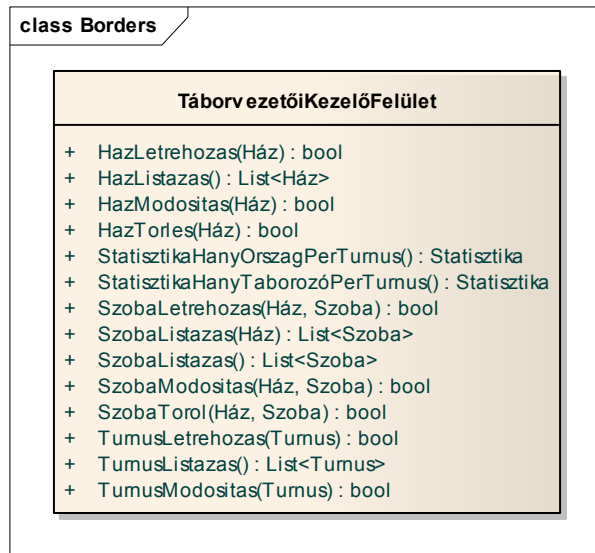 class Borders
TáborvezetőiKezelőFelület
+ HazLetrehozas(Ház) : bool
+ HazListazas() : List<Ház>
+ HazModositas(Ház) : bool
+ HazTorles(Ház) : bool
+ StatisztikaHanyOrszagPerTurnus() : Statisztika
+ StatisztikaHanyTaborozóPerTurnus() : Statisztika
+ SzobaLetrehozas(Ház, Szoba) : bool
+ SzobaListazas(Ház) : List<Szoba>
+ SzobaListazas() : List<Szoba>
+ SzobaModositas(Ház, Szoba) : bool
+ SzobaTorol(Ház, Szoba) : bool
+ TurnusLetrehozas(Turnus) : bool
+ TurnusListazas() : List<Turnus>
+ TurnusModositas(Turnus) : bool